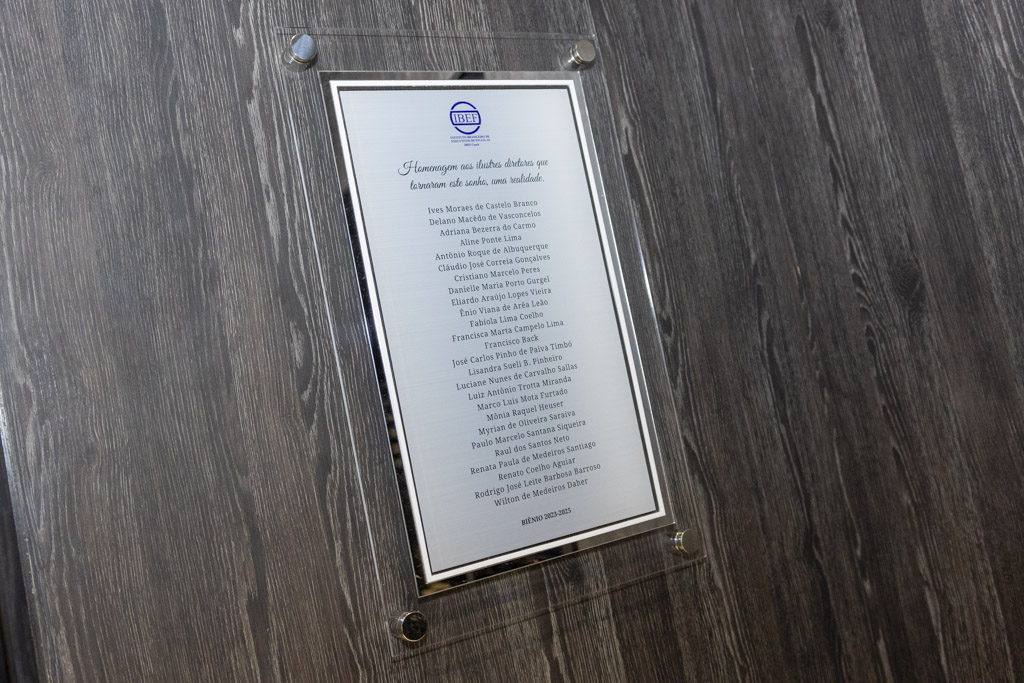 IBEF
INSTITUTO BRASILEIRO DE
EXECUTIVOS DE FINANÇAS
Homenagem aos ilustres diretores que
tornaram este sonho, uma realidade.
Ives Moraes de Castelo Branco
Delano Macêdo de Vasconcelos
Adriana Bezerra do Carmo
Aline Ponte Lima
Antônio Roque de Albuquerque
Cláudio José Correia Gonçalves
Cristiano Marcelo Peres
Danielle Maria Porto Gurgel
Eliardo Araújo Lopes Vieira
Ênio Viana de Arêa Leão
Fabíola Lima Coelho
Francisca Marta Campelo Lima
Francisco Back
José Carlos Pinho de Paiva Timbó
Lisandra Sueli B. Pinheiro
Luciane Nunes de Carvalho Sallas
Luiz Antônio Trotta Miranda
Marco Luis Mota Furtado
Mônia Raquel Heuser
Myrian de Oliveira Saraiva
Paulo Marcelo Santana Siqueira
Raul dos Santos Neto
Renata Paula de Medeiros Santiago
Renato Coelho Aguiar
Rodrigo José Leite Barbosa Barroso
Wilton de Medeiros Daher
BIÊNIO 2023-2025